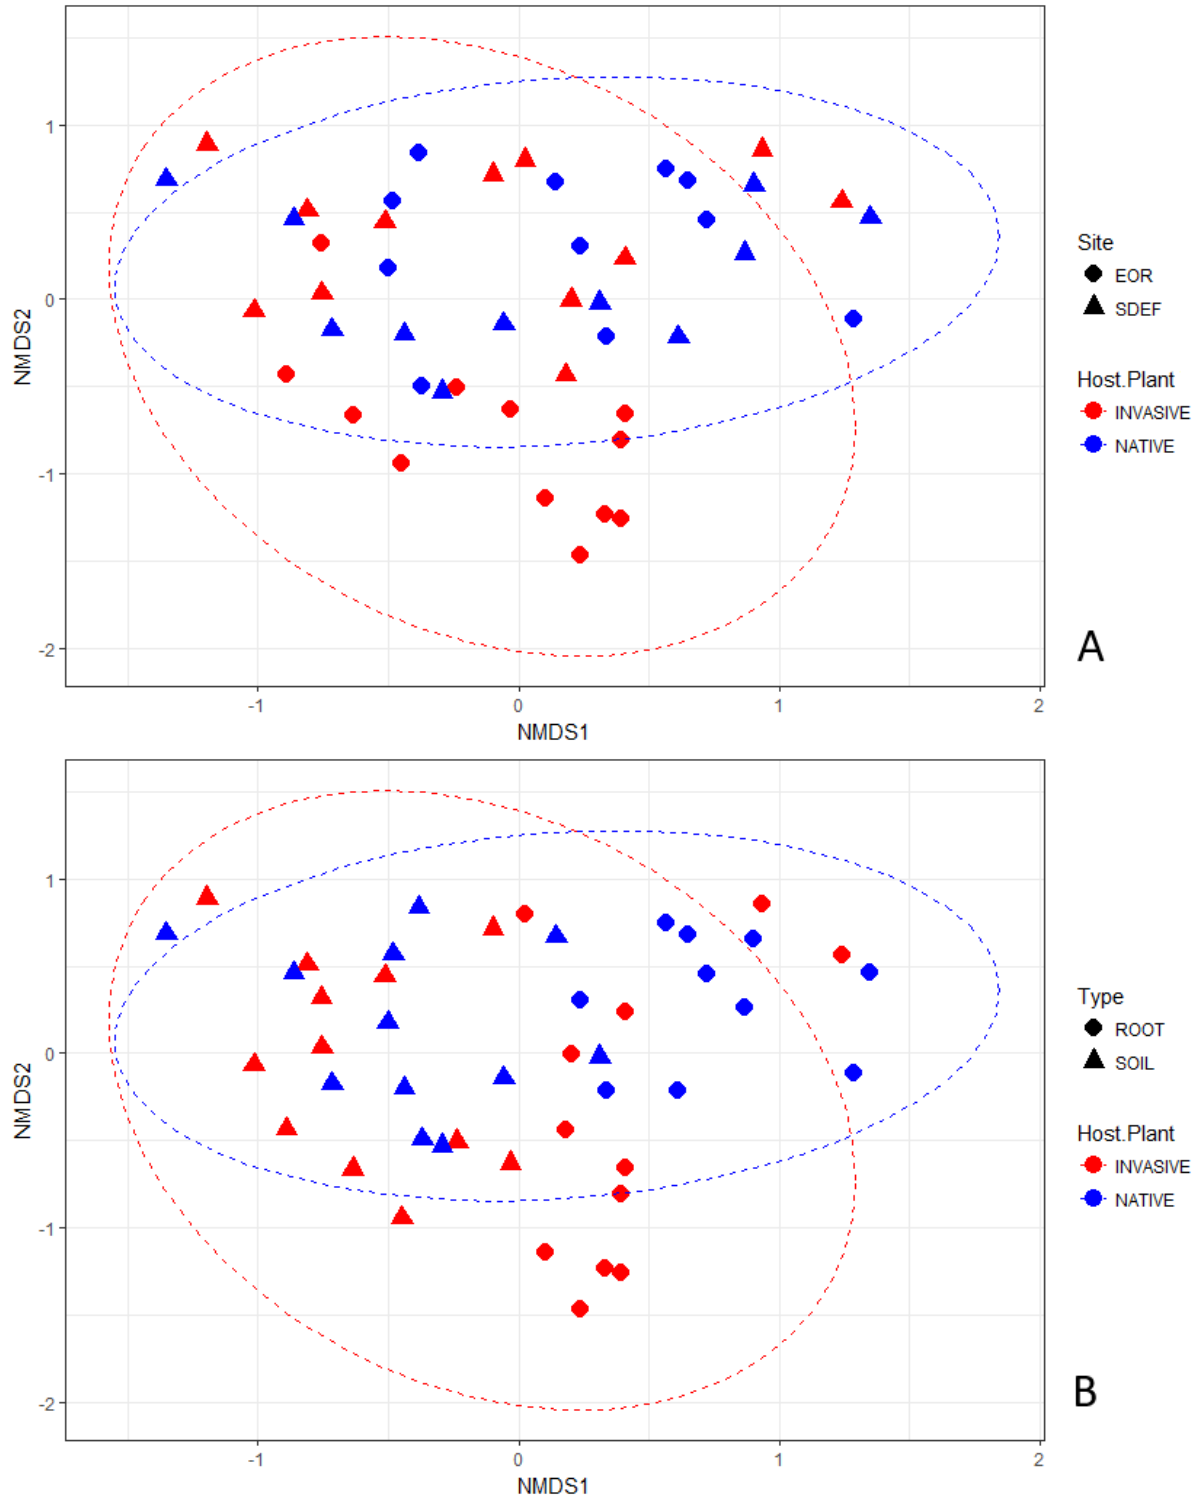 1
0
-1
-2
NMDS2
-1
0
1
2
NMDS1
Site
EOR
SDEF
Host.Plant
INVASIVE
NATIVE
A
1
0
-1
-2
NMDS2
-1
0
1
2
NMDS1
Type
ROOT
SOIL
Host.Plant
INVASIVE
NATIVE
B